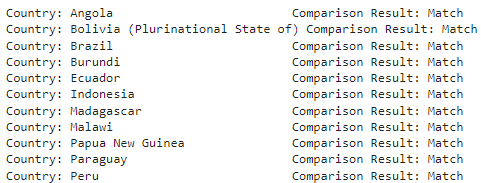 Country: Angola Comparison Result: Match
Country: Bolivia (Plurinational State of) Comparison Result: Match
Country: Brazil Comparison Result: Match
Country: Burundi Comparison Result: Match
Country: Ecuador Comparison Result: Match
Country: Indonesia Comparison Result: Match
Country: Madagascar Comparison Result: Match
Country: Malawi Comparison Result: Match
Country: Papua New Guinea Comparison Result: Match
Country: Paraguay Comparison Result: Match
Country: Peru Comparison Result: Match